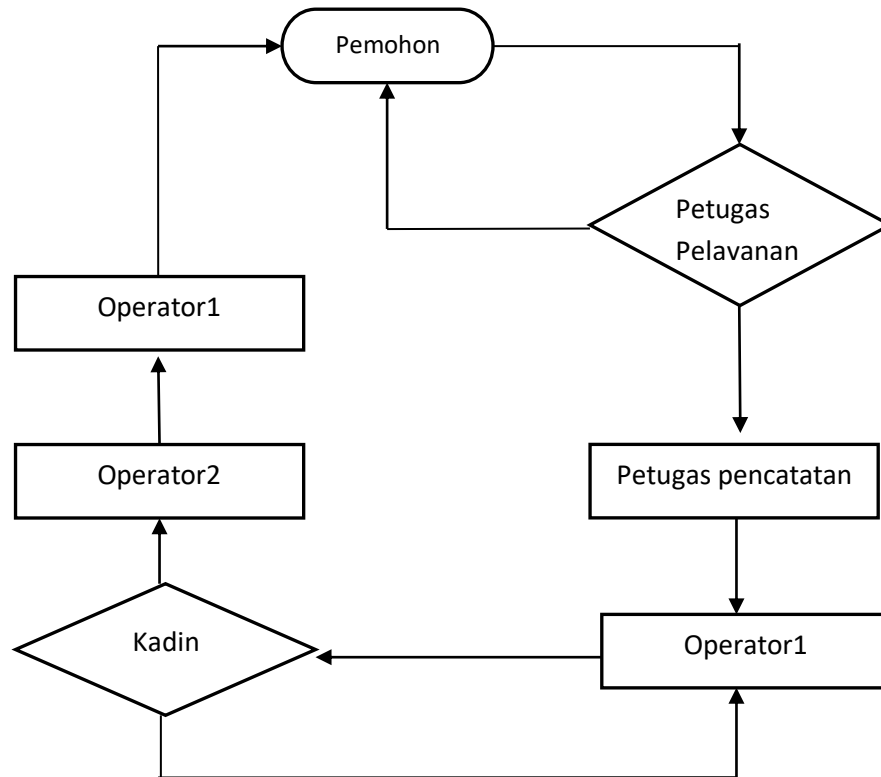 Pemohon
Petugas
Pelavanan
Operator1
Operator2
Petugas pencatatan
Kadin
Operator1